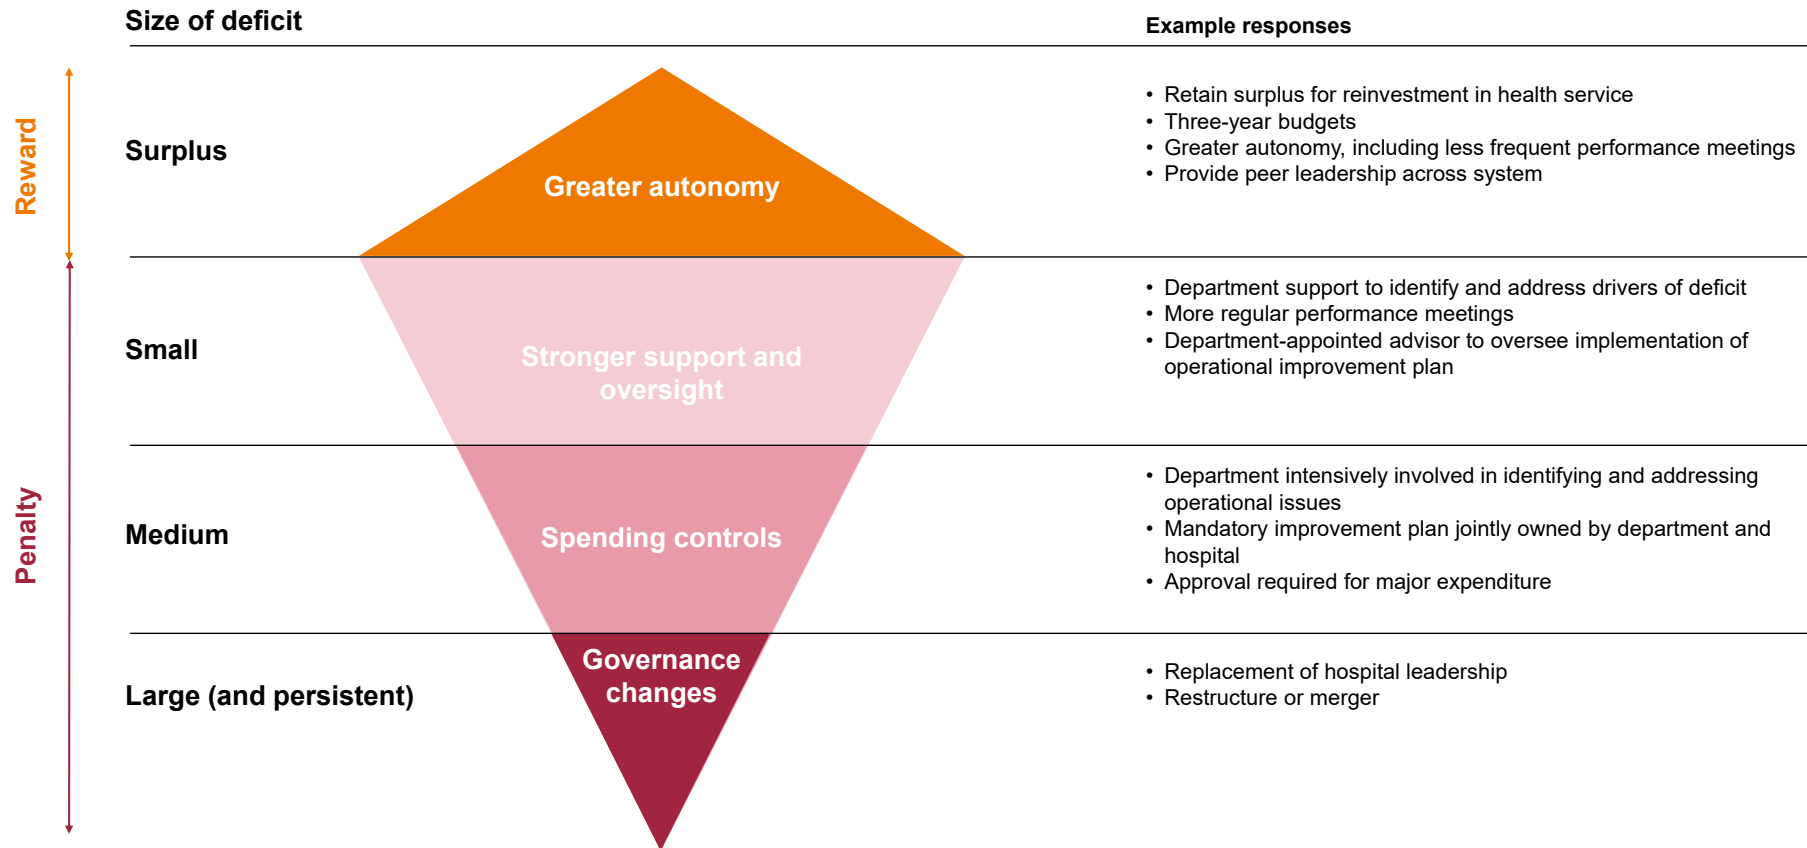 Size of deficit
Example responses
Reward
Surplus
Greater autonomy
• Retain surplus for reinvestment in health service
• Three-year budgets
• Greater autonomy, including less frequent performance meetings
• Provide peer leadership across system
Penalty
Small
Stronger support and
oversight
• Department support to identify and address drivers of deficit
• More regular performance meetings
• Department-appointed advisor to oversee implementation of
operational improvement plan
Medium
Spending controls
• Department intensively involved in identifying and addressing
operational issues
• Mandatory improvement plan jointly owned by department and
hospital
• Approval required for major expenditure
Large (and persistent)
Governance
changes
• Replacement of hospital leadership
• Restructure or merger